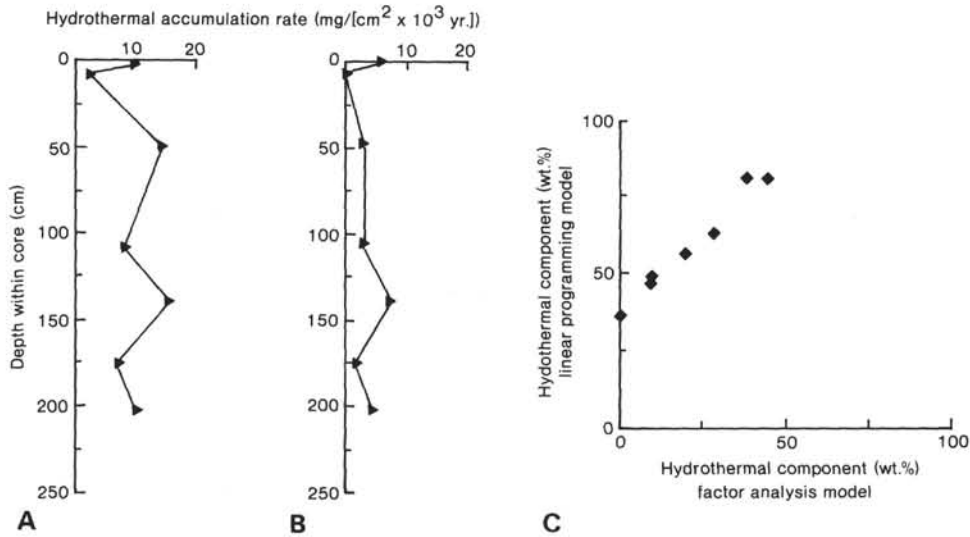 Hydrothermal accumulation rate (mg/[cm² x 10³ yr.])
0 10 20
0 10 20
0
50
100
150
200
250
Depth within core (cm)
A
0
50
100
150
200
250
B
100
50
0
Hydothermal component (wt.%)
linear programming model
0 50 100
Hydrothermal component (wt.%)
factor analysis model
C